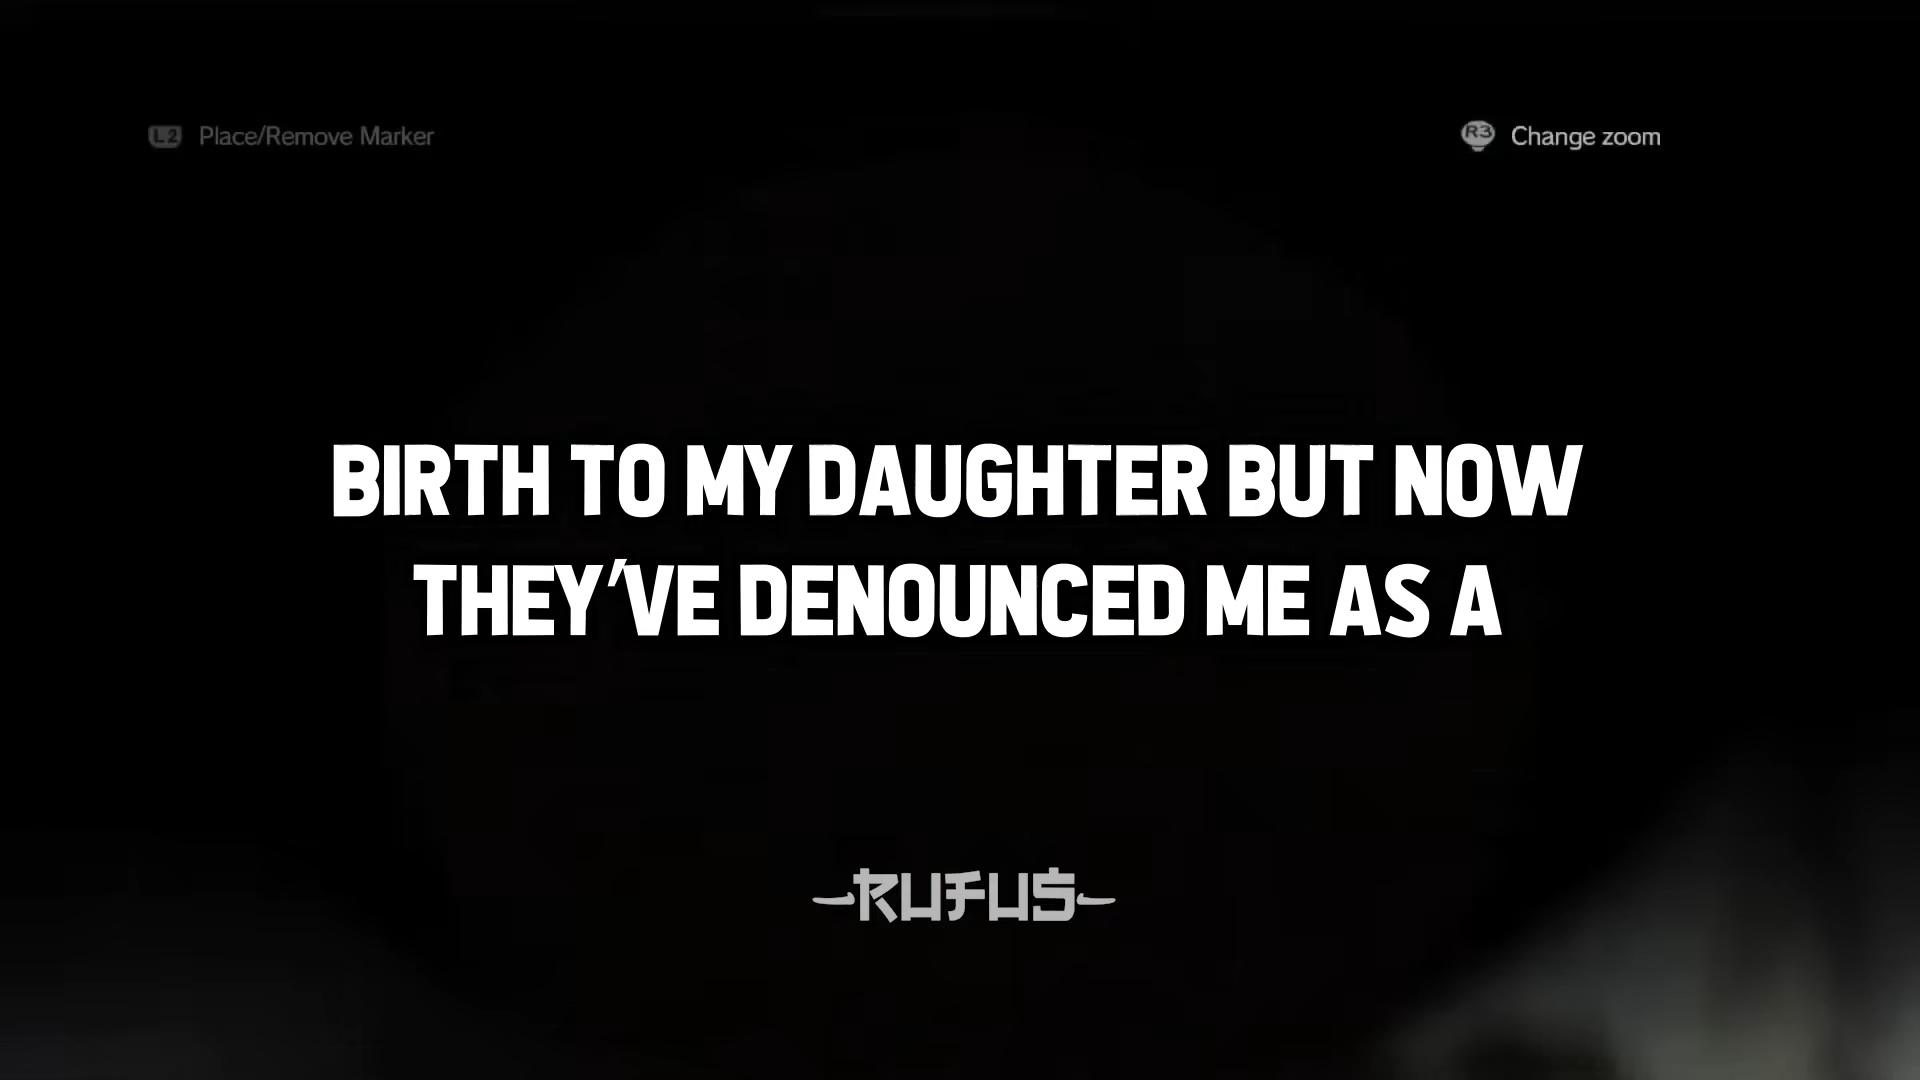 L2 Place/Remove Marker
R3 Change zoom
BIRTH TO MY DAUGHTER BUT NOW
THEY'VE DENOUNCED ME AS A
RUFUS